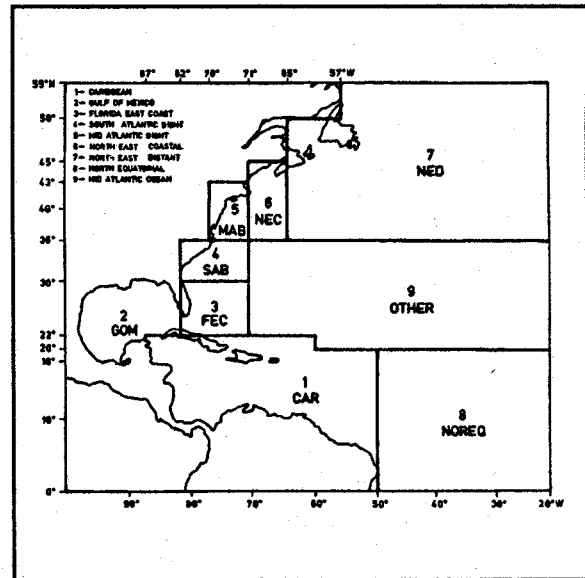 87° 82° 78° 71° 65° 57°W
55°N
1— CARIBBEAN
2— GULF OF MEXICO
3— FLORIDA EAST COAST
4— SOUTH ATLANTIC BIGHT
5— MID ATLANTIC BIGHT
6— NORTH EAST COASTAL
7— NORTH EAST DISTANT
8— NORTH EQUATORIAL
9— MID ATLANTIC OCEAN
50°
45°
43°
40°
36°
30°
22°
20°
18°
10°
0°
7
NED
6
NEC
5
MAB
4
SAB
9
OTHER
3
FEC
2
GOM
1
CAR
8
NOREQ
90° 80° 70° 60° 50° 40° 30° 20°W